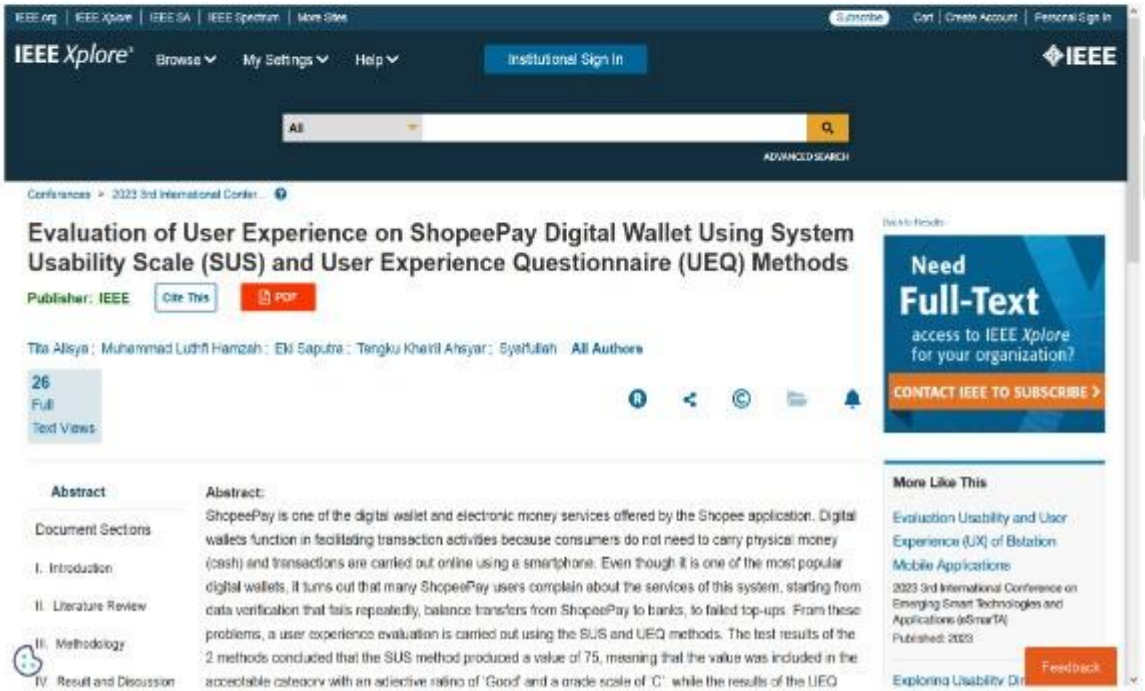 IEEE.org | IEEE Xplore | IEEE SA | IEEE Spectrum | More Sites
Subscribe
Cart | Create Account | Personal Sign In
IEEE Xplore®
Browse
My Settings
Help
Institutional Sign In
IEEE
All
ADVANCED SEARCH
Conferences > 2023 3rd International Confer...
Evaluation of User Experience on ShopeePay Digital Wallet Using System
Usability Scale (SUS) and User Experience Questionnaire (UEQ) Methods
Publisher: IEEE
Cite This
PDF
Tita Alisya; Muhammad Luthfi Hamzah; Eki Saputra; Tengku Khairil Ahsyar; Syaifullah All Authors
26
Full
Text Views
Abstract
Document Sections
I. Introduction
II. Literature Review
III. Methodology
IV. Result and Discussion
Abstract:
ShopeePay is one of the digital wallet and electronic money services offered by the Shopee application. Digital
wallets function in facilitating transaction activities because consumers do not need to carry physical money
(cash) and transactions are carried out online using a smartphone. Even though it is one of the most popular
digital wallets, it turns out that many ShopeePay users complain about the services of this system, starting from
data verification that fails repeatedly, balance transfers from ShopeePay to banks, to failed top-ups. From these
problems, a user experience evaluation is carried out using the SUS and UEQ methods. The test results of the
2 methods concluded that the SUS method produced a value of 75, meaning that the value was included in the
acceptable category with an adjective rating of 'Good' and a grade scale of 'C' while the results of the UEQ
Back to Results
Need
Full-Text
access to IEEE Xplore
for your organization?
CONTACT IEEE TO SUBSCRIBE >
More Like This
Evaluation Usability and User
Experience (UX) of Bstation
Mobile Applications
2023 3rd International Conference on
Emerging Smart Technologies and
Applications (eSmarTA)
Published: 2023
Exploring Usability
Feedback